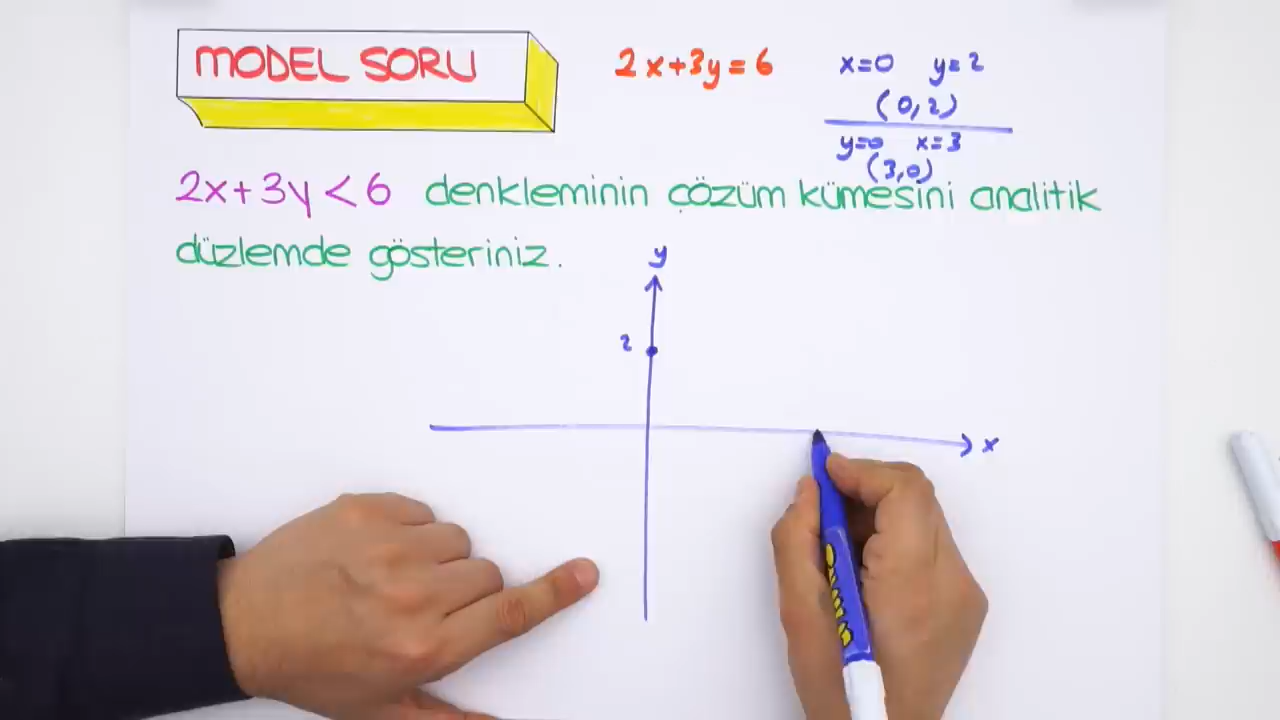 MODEL SORU
2x+3y=6
x=0 y=2
(0,2)
y=0 x=3
(3,0)
2x+3y<6 denkleminin çözüm kümesini analitik
düzlemde gösteriniz.
y
2
x